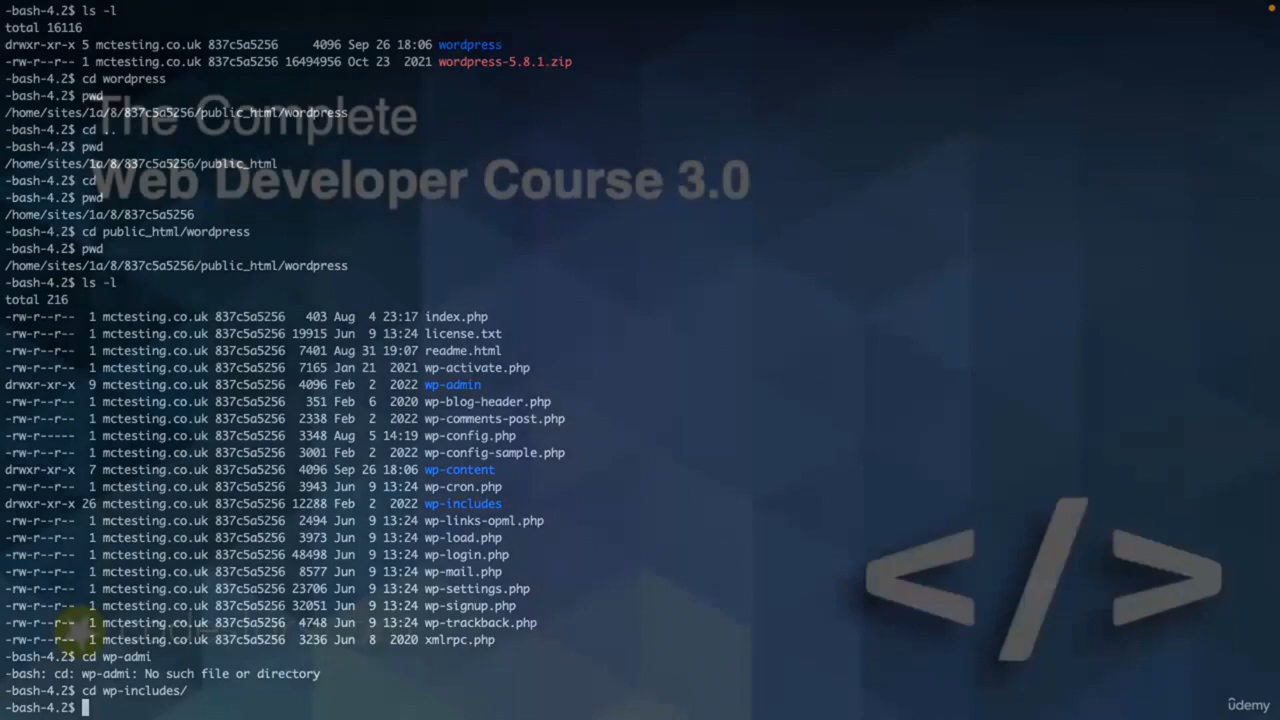 -bash-4.2$ ls -l
total 16116
drwxr-xr-x 5 mctesting.co.uk 837c5a5256     4096 Sep 26 18:06 wordpress
-rw-r--r-- 1 mctesting.co.uk 837c5a5256 16494956 Oct 23  2021 wordpress-5.8.1.zip
-bash-4.2$ cd wordpress
-bash-4.2$ pwd
/home/sites/1a/8/837c5a5256/public_html/wordpress
The Complete
-bash-4.2$ cd ..
-bash-4.2$ pwd
/home/sites/1a/8/837c5a5256/public_html
-bash-4.2$ cd
Web Developer Course 3.0
-bash-4.2$ pwd
/home/sites/1a/8/837c5a5256
-bash-4.2$ cd public_html/wordpress
-bash-4.2$ pwd
/home/sites/1a/8/837c5a5256/public_html/wordpress
-bash-4.2$ ls -l
total 216
-rw-r--r--  1 mctesting.co.uk 837c5a5256   403 Aug  4 23:17 index.php
-rw-r--r--  1 mctesting.co.uk 837c5a5256 19915 Jun  9 13:24 license.txt
-rw-r--r--  1 mctesting.co.uk 837c5a5256  7401 Aug 31 19:07 readme.html
-rw-r--r--  1 mctesting.co.uk 837c5a5256  7165 Jan 21  2021 wp-activate.php
drwxr-xr-x  9 mctesting.co.uk 837c5a5256  4096 Feb  2  2022 wp-admin
-rw-r--r--  1 mctesting.co.uk 837c5a5256   351 Feb  6  2020 wp-blog-header.php
-rw-r--r--  1 mctesting.co.uk 837c5a5256  2338 Feb  2  2022 wp-comments-post.php
-rw-r-----  1 mctesting.co.uk 837c5a5256  3348 Aug  5 14:19 wp-config.php
-rw-r--r--  1 mctesting.co.uk 837c5a5256  3001 Feb  2  2022 wp-config-sample.php
drwxr-xr-x  7 mctesting.co.uk 837c5a5256  4096 Sep 26 18:06 wp-content
-rw-r--r--  1 mctesting.co.uk 837c5a5256  3943 Jun  9 13:24 wp-cron.php
drwxr-xr-x 26 mctesting.co.uk 837c5a5256 12288 Feb  2  2022 wp-includes
-rw-r--r--  1 mctesting.co.uk 837c5a5256  2494 Jun  9 13:24 wp-links-opml.php
-rw-r--r--  1 mctesting.co.uk 837c5a5256  3973 Jun  9 13:24 wp-load.php
-rw-r--r--  1 mctesting.co.uk 837c5a5256 48498 Jun  9 13:24 wp-login.php
-rw-r--r--  1 mctesting.co.uk 837c5a5256  8577 Jun  9 13:24 wp-mail.php
-rw-r--r--  1 mctesting.co.uk 837c5a5256 23706 Jun  9 13:24 wp-settings.php
-rw-r--r--  1 mctesting.co.uk 837c5a5256 32051 Jun  9 13:24 wp-signup.php
-rw-r--r--  1 mctesting.co.uk 837c5a5256  4748 Jun  9 13:24 wp-trackback.php
-rw-r--r--  1 mctesting.co.uk 837c5a5256  3236 Jun  8  2020 xmlrpc.php
-bash-4.2$ cd wp-admi
-bash: cd: wp-admi: No such file or directory
-bash-4.2$ cd wp-includes/
-bash-4.2$
</>
ûdemy